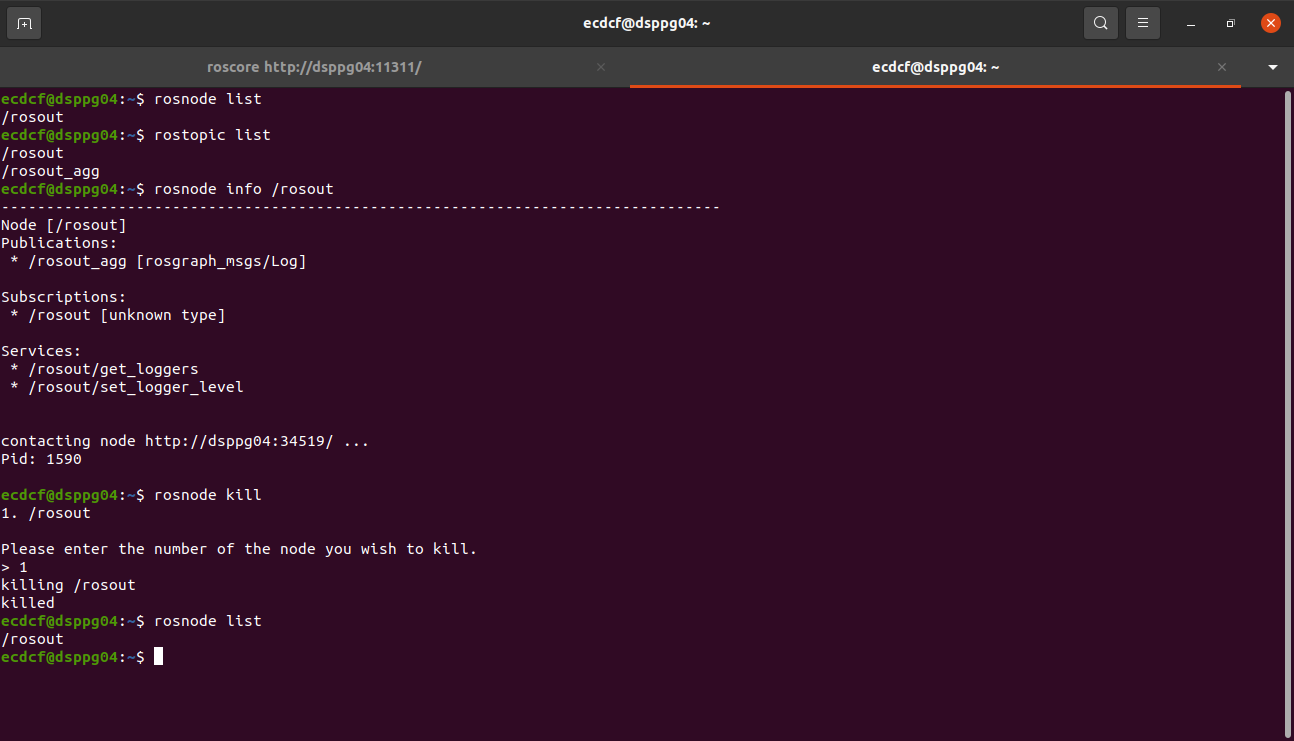 ecdcf@dsppg04: ~
roscore http://dsppg04:11311/
ecdcf@dsppg04: ~
ecdcf@dsppg04:~$ rosnode list
/rosout
ecdcf@dsppg04:~$ rostopic list
/rosout
/rosout_agg
ecdcf@dsppg04:~$ rosnode info /rosout
--------------------------------------------------------------------------------
Node [/rosout]
Publications:
 * /rosout_agg [rosgraph_msgs/Log]

Subscriptions:
 * /rosout [unknown type]

Services:
 * /rosout/get_loggers
 * /rosout/set_logger_level


contacting node http://dsppg04:34519/ ...
Pid: 1590

ecdcf@dsppg04:~$ rosnode kill
1. /rosout

Please enter the number of the node you wish to kill.
> 1
killing /rosout
killed
ecdcf@dsppg04:~$ rosnode list
/rosout
ecdcf@dsppg04:~$